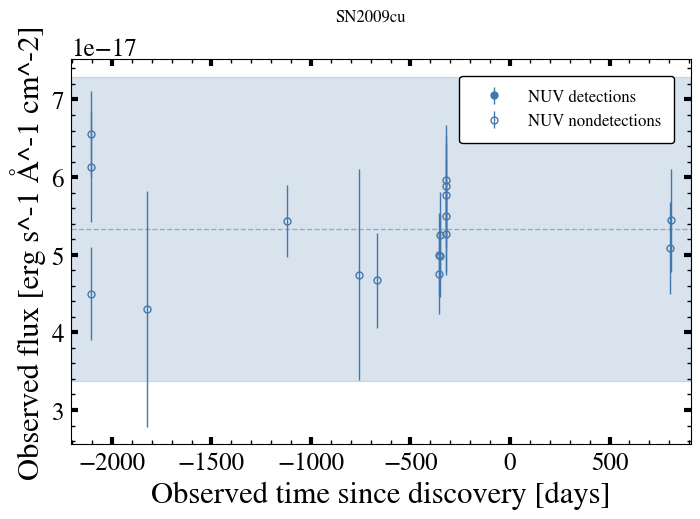 SN2009cu
1e−17
NUV detections
NUV nondetections
7
6
5
4
3
Observed flux [erg s^-1 Å^-1 cm^-2]
−2000 −1500 −1000 −500 0 500
Observed time since discovery [days]